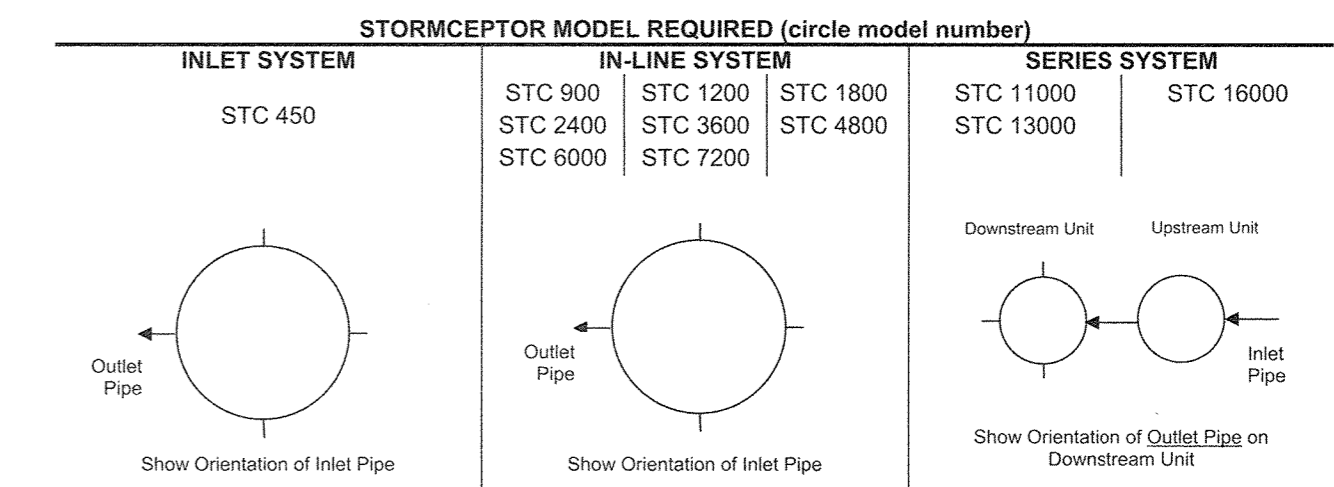 STORMCEPTOR MODEL REQUIRED (circle model number)
INLET SYSTEM
STC 450
Outlet
Pipe
Show Orientation of Inlet Pipe
IN-LINE SYSTEM
STC 900 STC 1200 STC 1800
STC 2400 STC 3600 STC 4800
STC 6000 STC 7200
Outlet
Pipe
Show Orientation of Inlet Pipe
SERIES SYSTEM
STC 11000 STC 16000
STC 13000
Downstream Unit Upstream Unit
Inlet
Pipe
Show Orientation of Outlet Pipe on
Downstream Unit